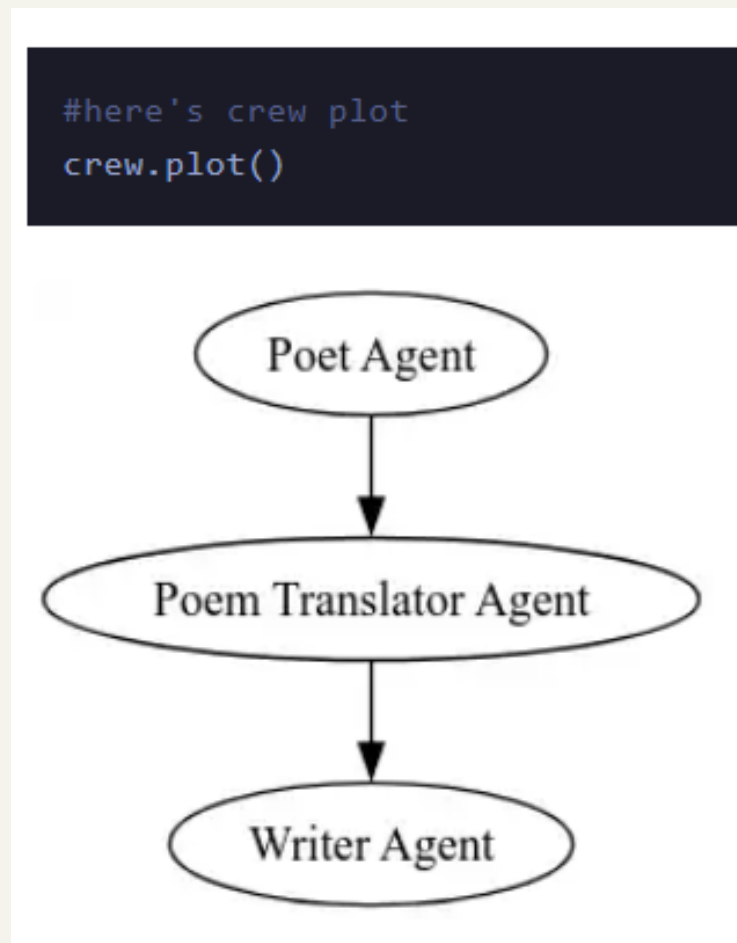 #here's crew plot
crew.plot()
Poet Agent
Poem Translator Agent
Writer Agent